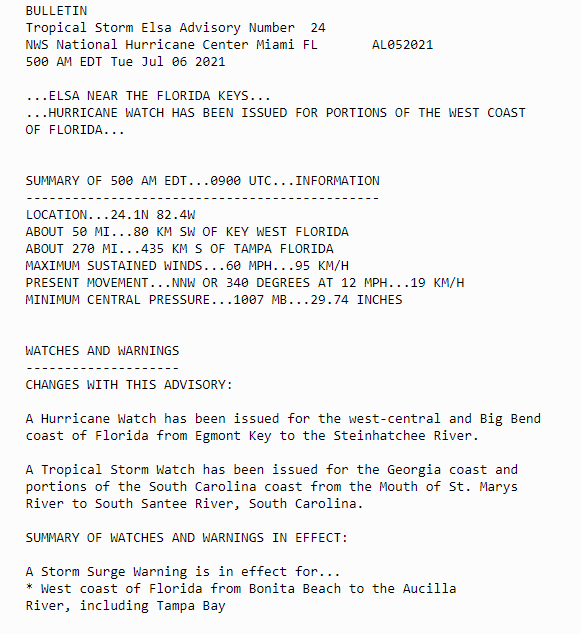 BULLETIN
Tropical Storm Elsa Advisory Number  24
NWS National Hurricane Center Miami FL       AL052021
500 AM EDT Tue Jul 06 2021

...ELSA NEAR THE FLORIDA KEYS...
...HURRICANE WATCH HAS BEEN ISSUED FOR PORTIONS OF THE WEST COAST
OF FLORIDA...

SUMMARY OF 500 AM EDT...0900 UTC...INFORMATION
----------------------------------------------
LOCATION...24.1N 82.4W
ABOUT 50 MI...80 KM SW OF KEY WEST FLORIDA
ABOUT 270 MI...435 KM S OF TAMPA FLORIDA
MAXIMUM SUSTAINED WINDS...60 MPH...95 KM/H
PRESENT MOVEMENT...NNW OR 340 DEGREES AT 12 MPH...19 KM/H
MINIMUM CENTRAL PRESSURE...1007 MB...29.74 INCHES

WATCHES AND WARNINGS
--------------------
CHANGES WITH THIS ADVISORY:

A Hurricane Watch has been issued for the west-central and Big Bend
coast of Florida from Egmont Key to the Steinhatchee River.

A Tropical Storm Watch has been issued for the Georgia coast and
portions of the South Carolina coast from the Mouth of St. Marys
River to South Santee River, South Carolina.

SUMMARY OF WATCHES AND WARNINGS IN EFFECT:

A Storm Surge Warning is in effect for...
* West coast of Florida from Bonita Beach to the Aucilla
River, including Tampa Bay